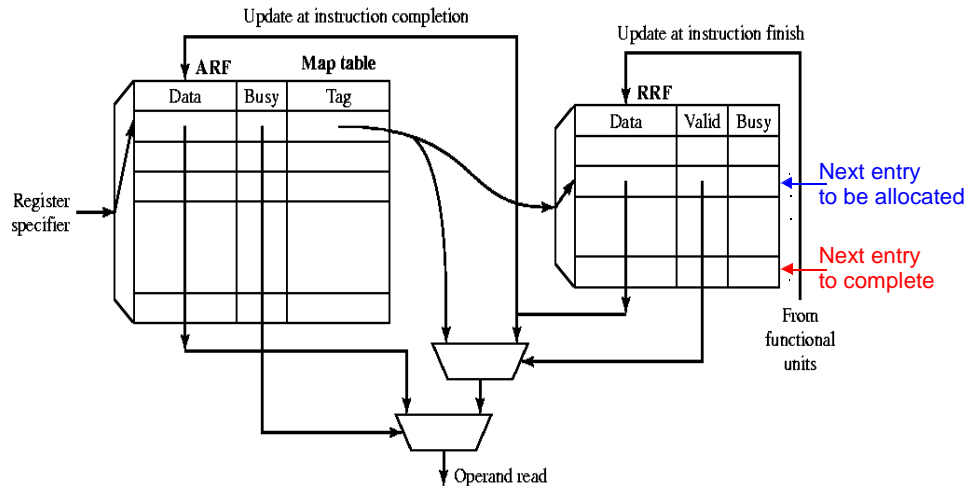 Update at instruction completion
Update at instruction finish
ARF
Map table
Data
Busy
Tag
RRF
Data
Valid
Busy
Next entry
to be allocated
Register
specifier
Next entry
to complete
From
functional
units
Operand read